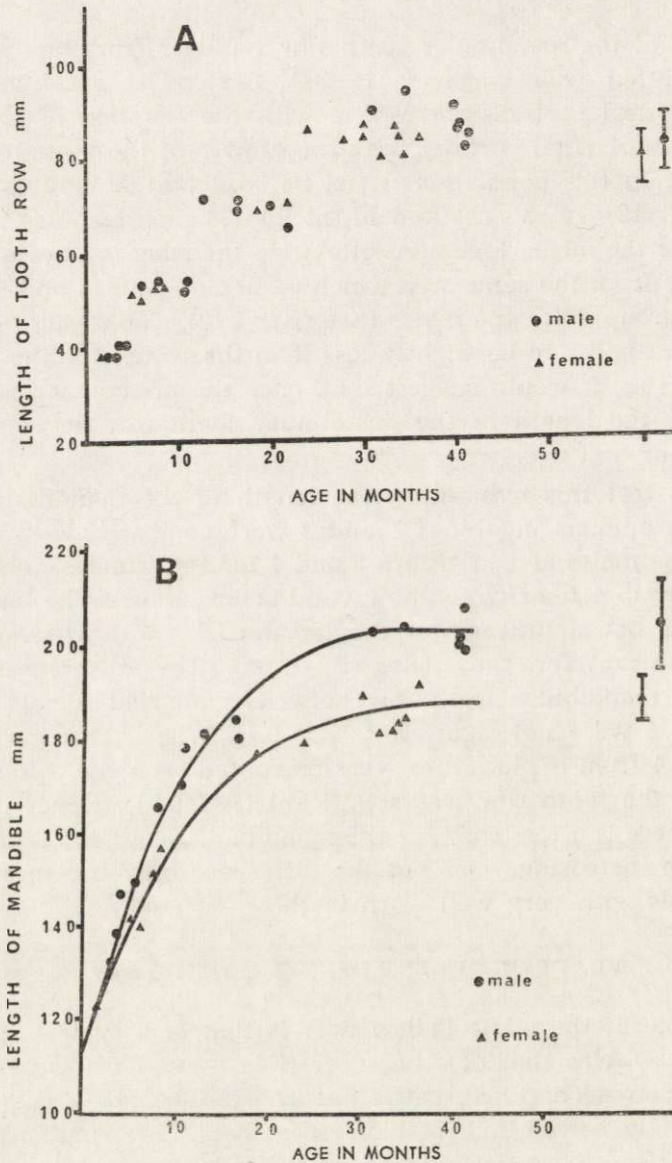 A
LENGTH OF TOOTH ROW mm
100
80
60
40
20
10
20
30
40
50
male
female
AGE IN MONTHS
B
LENGTH OF MANDIBLE mm
220
200
180
160
140
120
100
10
20
30
40
50
male
female
AGE IN MONTHS